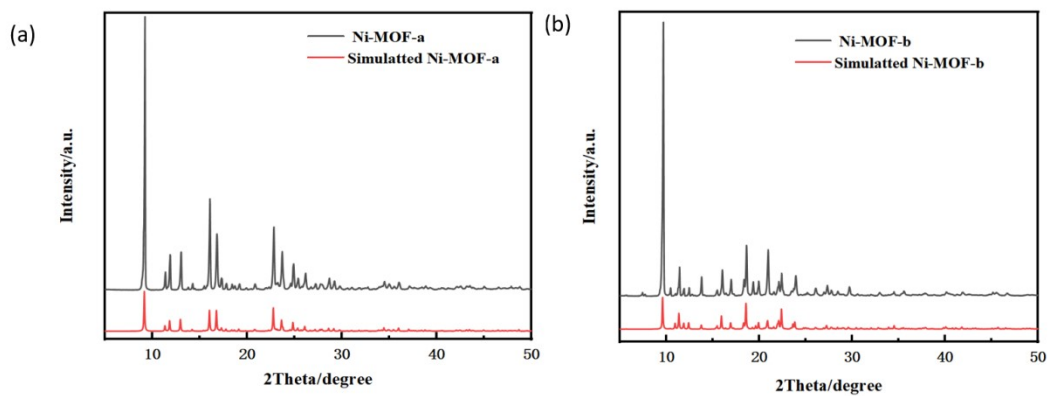 (a)
Ni-MOF-a
Simulatted Ni-MOF-a
Intensity/a.u.
10 20 30 40 50
2Theta/degree
(b)
Ni-MOF-b
Simulatted Ni-MOF-b
Intensity/a.u.
10 20 30 40 50
2Theta/degree